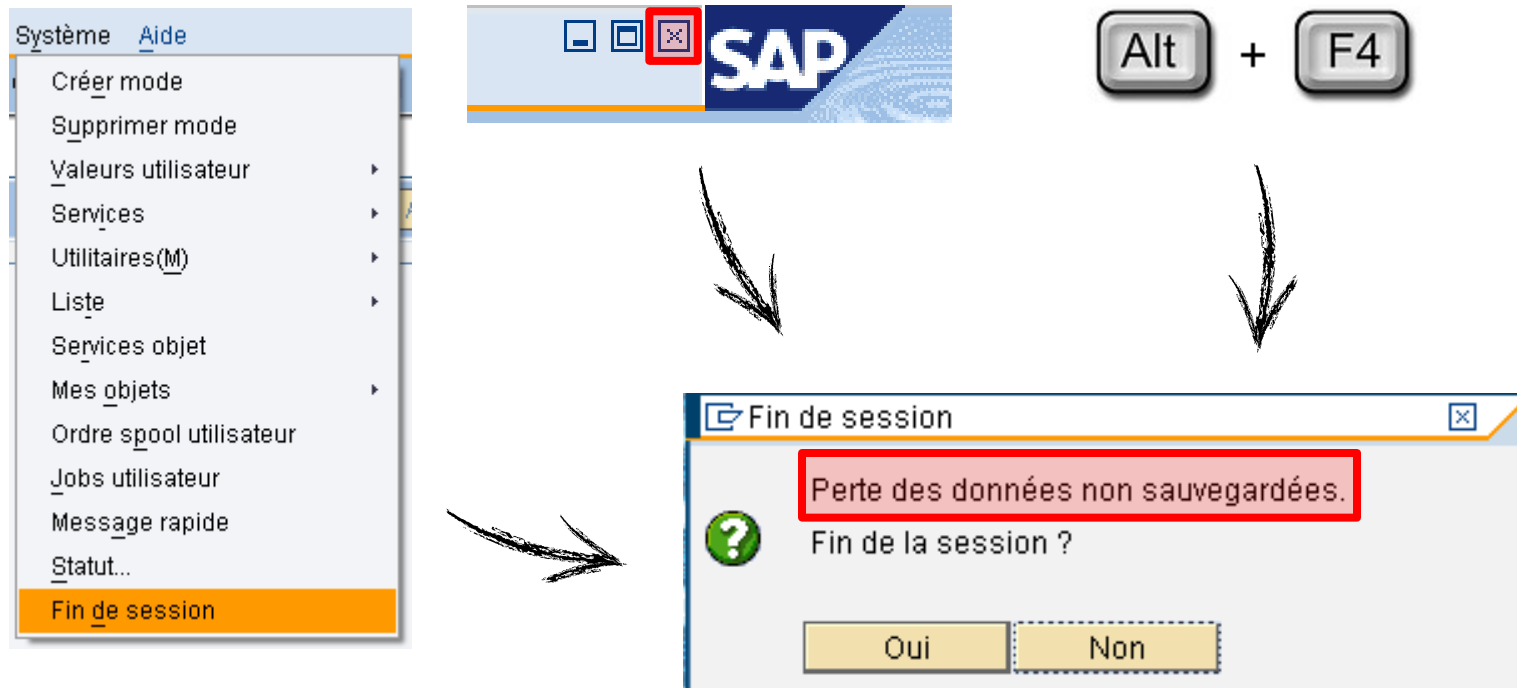 Système Aide
Créer mode
Supprimer mode
Valeurs utilisateur
Services
Utilitaires(M)
Liste
Services objet
Mes objets
Ordre spool utilisateur
Jobs utilisateur
Message rapide
Statut...
Fin de session
SAP
Alt + F4
Fin de session
Perte des données non sauvegardées.
Fin de la session ?
Oui Non